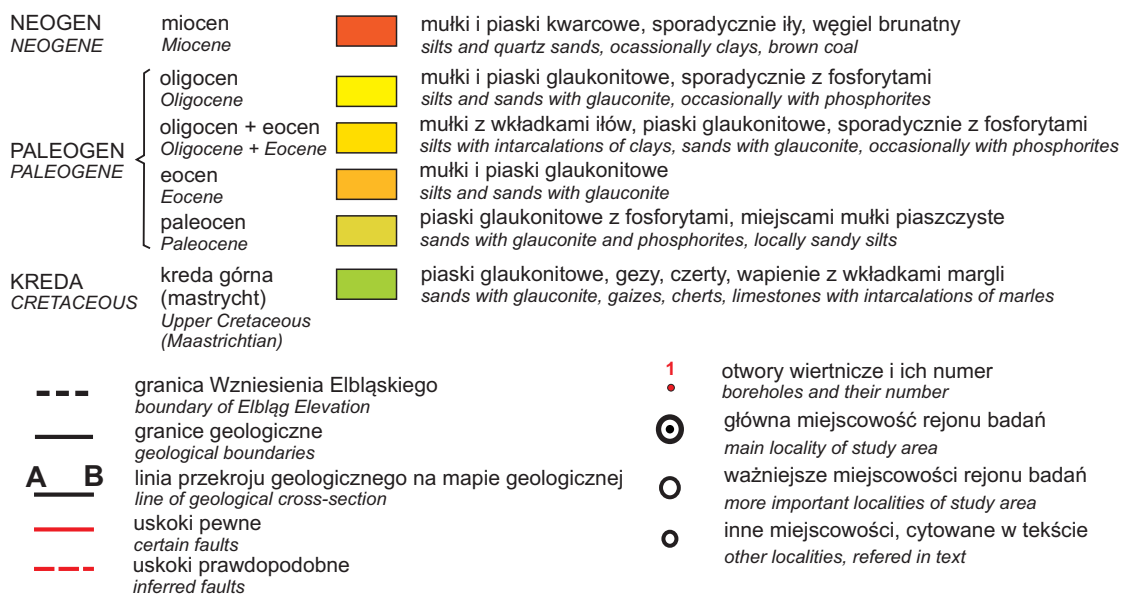 NEOGEN
NEOGENE
miocen
Miocene
mułki i piaski kwarcowe, sporadycznie iły, węgiel brunatny
silts and quartz sands, ocassionally clays, brown coal
PALEOGEN
PALEOGENE
oligocen
Oligocene
mułki i piaski glaukonitowe, sporadycznie z fosforytami
silts and sands with glauconite, occasionally with phosphorites
oligocen + eocen
Oligocene + Eocene
mułki z wkładkami iłów, piaski glaukonitowe, sporadycznie z fosforytami
silts with intarcalations of clays, sands with glauconite, occasionally with phosphorites
eocen
Eocene
mułki i piaski glaukonitowe
silts and sands with glauconite
paleocen
Paleocene
piaski glaukonitowe z fosforytami, miejscami mułki piaszczyste
sands with glauconite and phosphorites, locally sandy silts
KREDA
CRETACEOUS
kreda górna
(mastrycht)
Upper Cretaceous
(Maastrichtian)
piaski glaukonitowe, gezy, czerty, wapienie z wkładkami margli
sands with glauconite, gaizes, cherts, limestones with intarcalations of marles
granica Wzniesienia Elbląskiego
boundary of Elbląg Elevation
granice geologiczne
geological boundaries
A B
linia przekroju geologicznego na mapie geologicznej
line of geological cross-section
uskoki pewne
certain faults
uskoki prawdopodobne
inferred faults
1
otwory wiertnicze i ich numer
boreholes and their number
główna miejscowość rejonu badań
main locality of study area
ważniejsze miejscowości rejonu badań
more important localities of study area
inne miejscowości, cytowane w tekście
other localities, refered in text